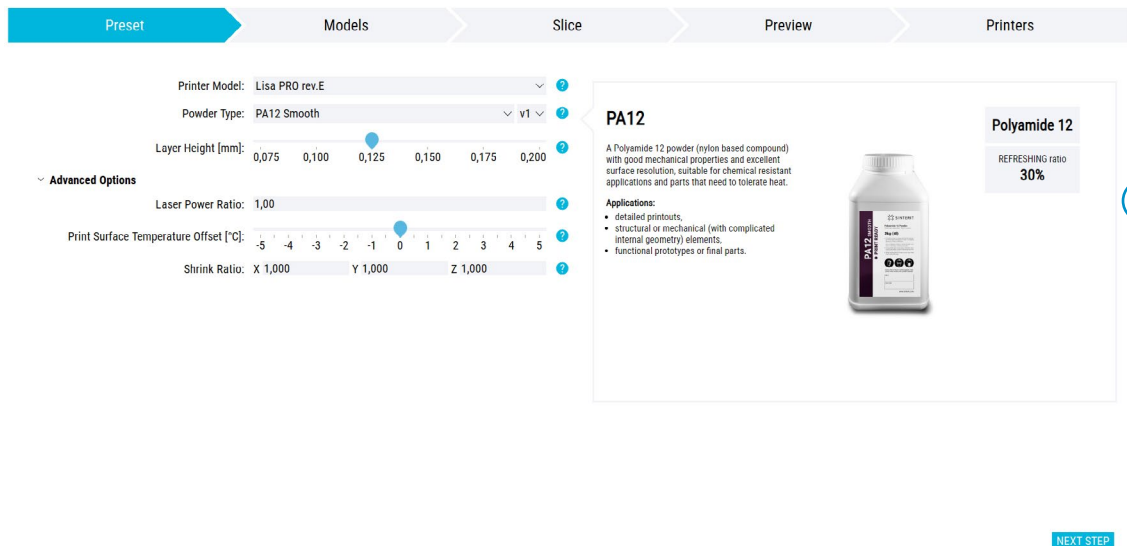 Preset Models Slice Preview Printers
Printer Model: Lisa PRO rev.E ?
Powder Type: PA12 Smooth v1 ?
Layer Height [mm]: ?
0,075 0,100 0,125 0,150 0,175 0,200
Advanced Options
Laser Power Ratio: 1,00 ?
Print Surface Temperature Offset [°C]: ?
-5 -4 -3 -2 -1 0 1 2 3 4 5
Shrink Ratio: X 1,000 Y 1,000 Z 1,000 ?
PA12
A Polyamide 12 powder (nylon based compound)
with good mechanical properties and excellent
surface resolution, suitable for chemical resistant
applications and parts that need to tolerate heat.
Applications:
• detailed printouts,
• structural or mechanical (with complicated
internal geometry) elements,
• functional prototypes or final parts.
SINTERIT
PA12 SMOOTH
PRINT READY
Polyamide 12
REFRESHING ratio
30%
NEXT STEP